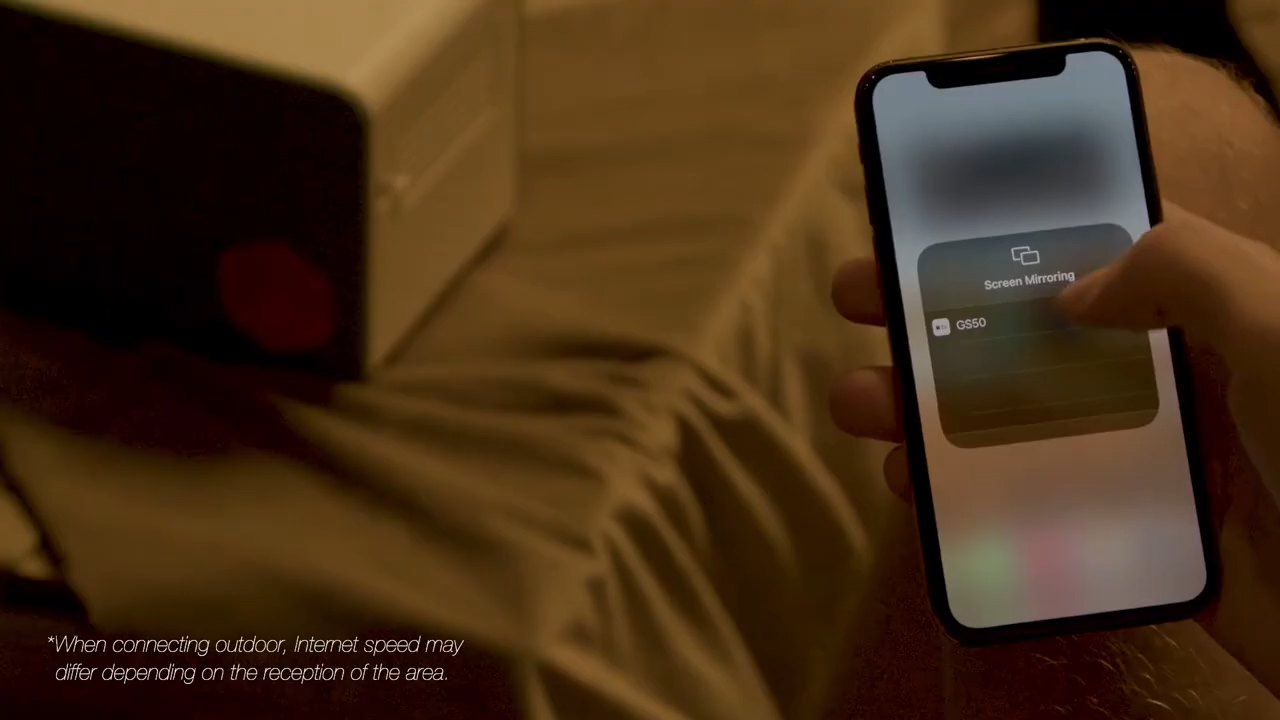 Screen Mirroring
GS50
*When connecting outdoor, Internet speed may
differ depending on the reception of the area.